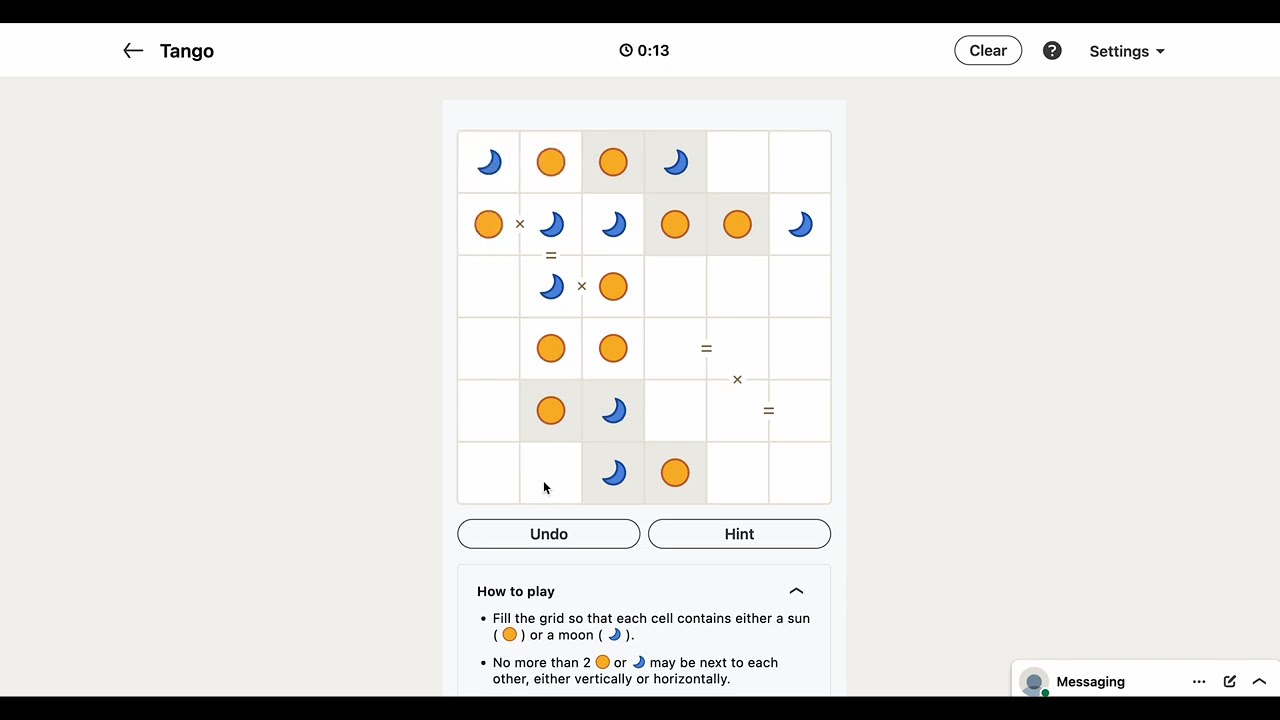 Tango
0:13
Clear
?
Settings
×
=
×
=
×
=
Undo
Hint
How to play
• Fill the grid so that each cell contains either a sun
( ) or a moon ( ).
• No more than 2 or may be next to each
other, either vertically or horizontally.
Messaging